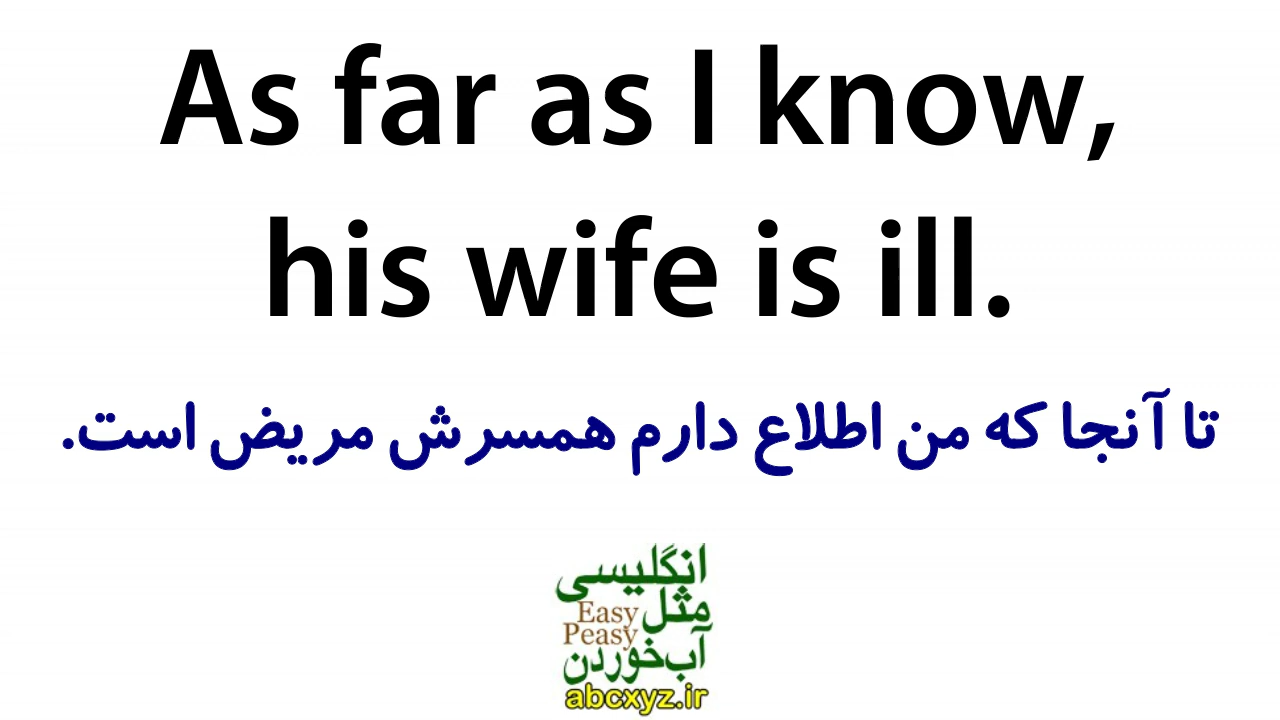 As far as I know,
his wife is ill.
تا آنجا که من اطلاع دارم همسرش مریض است.
انگلیسی
مثل Easy
Peasy
آب‌خوردن
abcxyz.ir